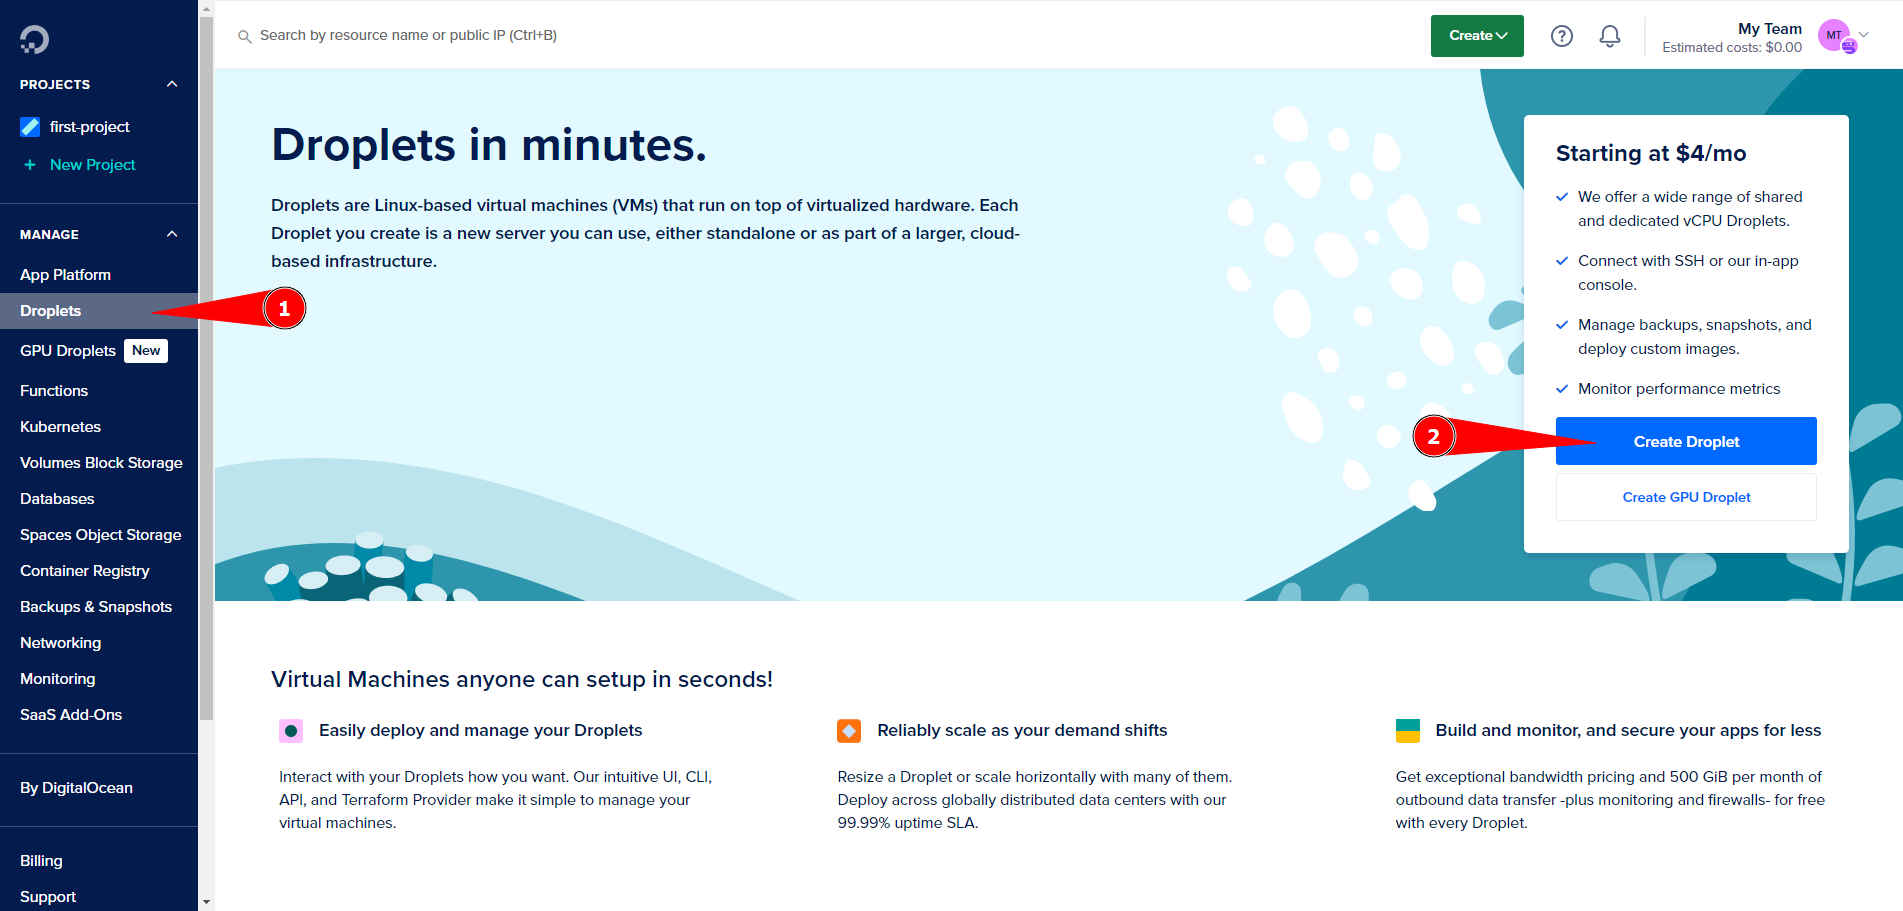 Search by resource name or public IP (Ctrl+B)
Create
My Team
Estimated costs: $0.00
MT
PROJECTS
first-project
+ New Project
MANAGE
App Platform
Droplets
GPU Droplets New
Functions
Kubernetes
Volumes Block Storage
Databases
Spaces Object Storage
Container Registry
Backups & Snapshots
Networking
Monitoring
SaaS Add-Ons
By DigitalOcean
Billing
Support
1
Droplets in minutes.
Droplets are Linux-based virtual machines (VMs) that run on top of virtualized hardware. Each
Droplet you create is a new server you can use, either standalone or as part of a larger, cloud-
based infrastructure.
Starting at $4/mo
We offer a wide range of shared
and dedicated vCPU Droplets.
Connect with SSH or our in-app
console.
Manage backups, snapshots, and
deploy custom images.
Monitor performance metrics
2
Create Droplet
Create GPU Droplet
Virtual Machines anyone can setup in seconds!
Easily deploy and manage your Droplets
Interact with your Droplets how you want. Our intuitive UI, CLI,
API, and Terraform Provider make it simple to manage your
virtual machines.
Reliably scale as your demand shifts
Resize a Droplet or scale horizontally with many of them.
Deploy across globally distributed data centers with our
99.99% uptime SLA.
Build and monitor, and secure your apps for less
Get exceptional bandwidth pricing and 500 GiB per month of
outbound data transfer -plus monitoring and firewalls- for free
with every Droplet.